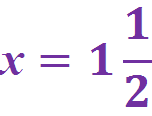 x = 1 1/2